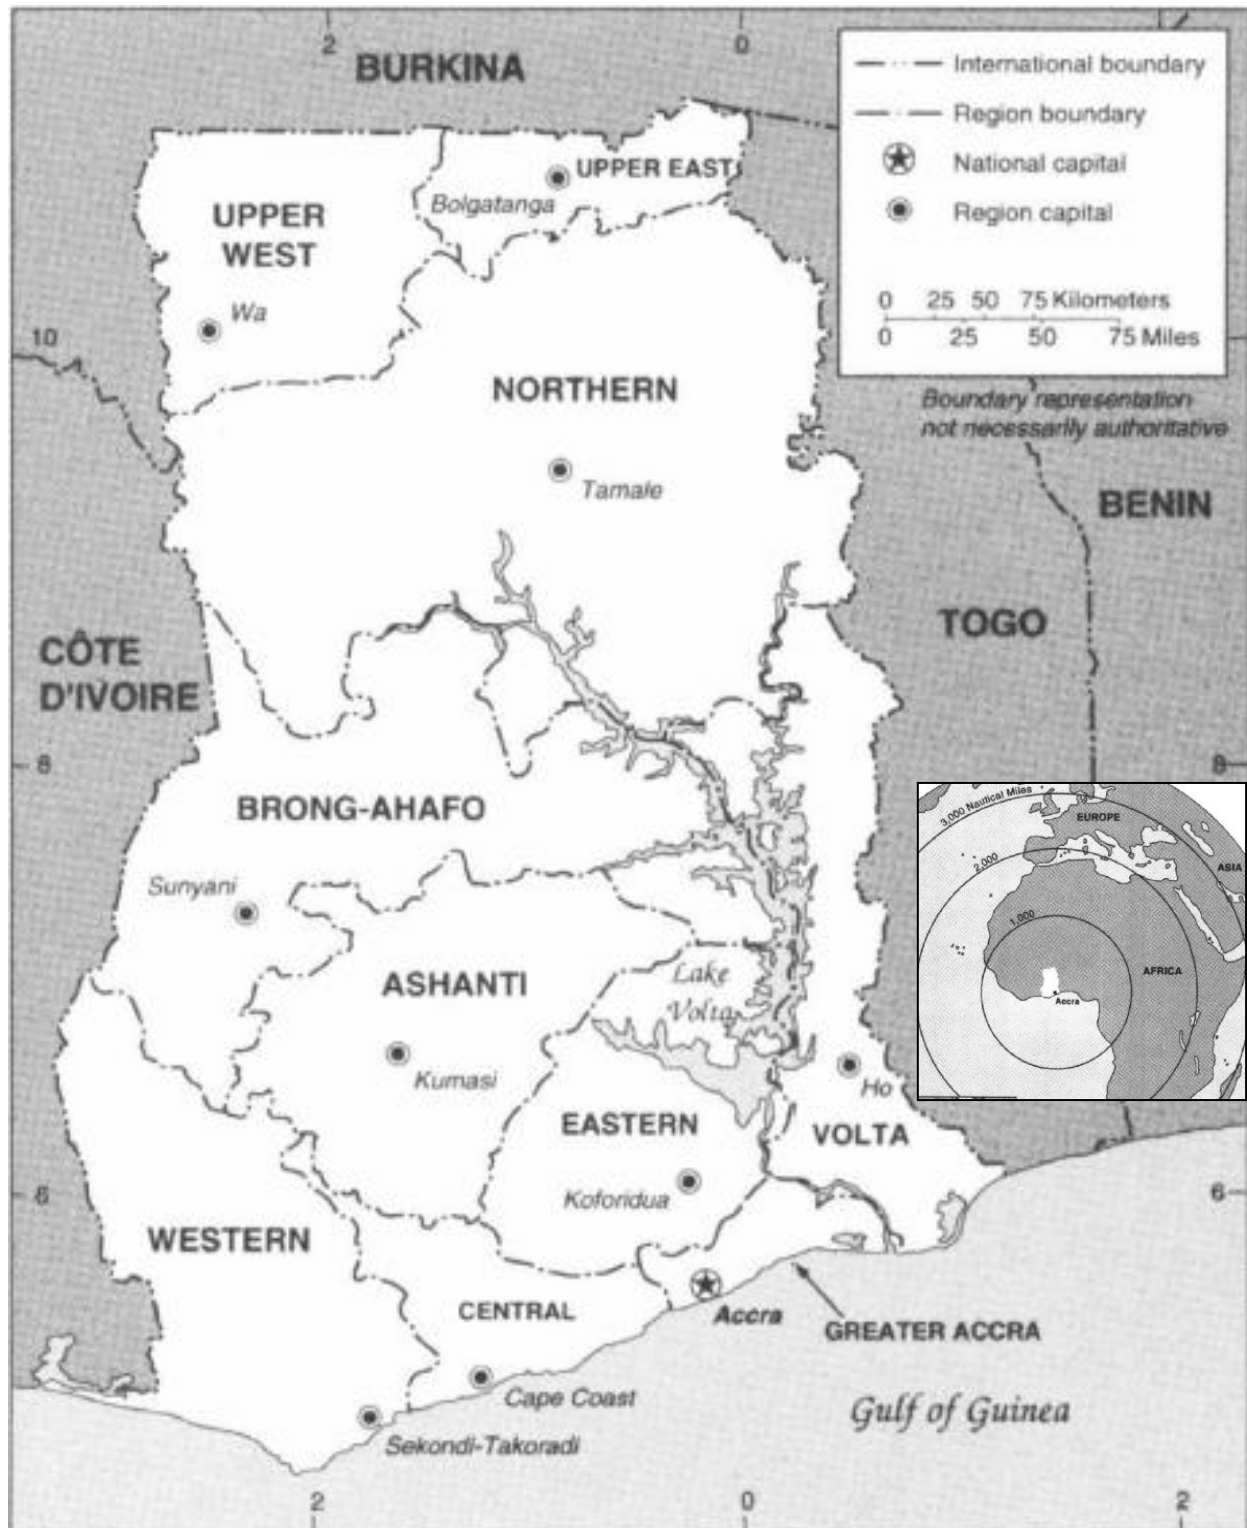 2
0
BURKINA
International boundary
Region boundary
National capital
Region capital
0 25 50 75 Kilometers
0 25 50 75 Miles
Boundary representation
not necessarily authoritative
UPPER EAST
Bolgatanga
UPPER
WEST
Wa
10
NORTHERN
Tamale
BENIN
TOGO
CÔTE
D'IVOIRE
8
8
BRONG-AHAFO
Sunyani
3,000 Nautical Miles
EUROPE
2,000
ASIA
1,000
AFRICA
Accra
ASHANTI
Lake
Volta
Kumasi
Ho
EASTERN
VOLTA
Koforidua
6
6
WESTERN
CENTRAL
Accra
GREATER ACCRA
Cape Coast
Gulf of Guinea
Sekondi-Takoradi
2
0
2